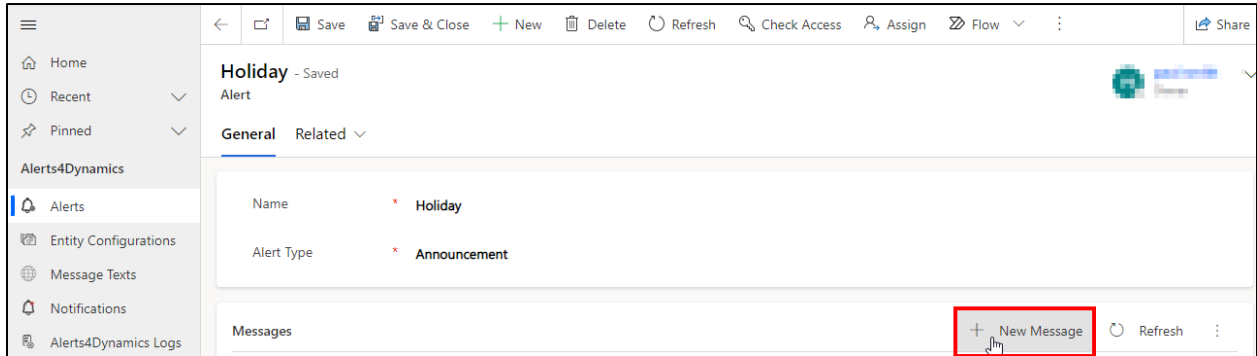 Save Save & Close New Delete Refresh Check Access Assign Flow Share
Home
Recent
Pinned
Alerts4Dynamics
Alerts
Entity Configurations
Message Texts
Notifications
Alerts4Dynamics Logs
Holiday - Saved
Alert
General Related
Name * Holiday
Alert Type * Announcement
Messages New Message Refresh